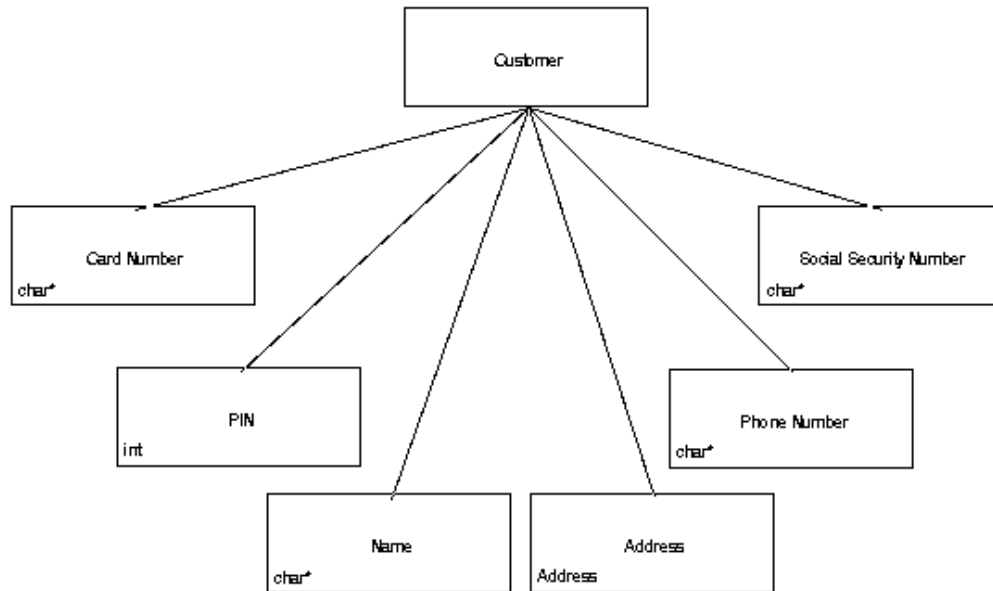 Customer
Card Number
char*
Social Security Number
char*
PIN
int
Phone Number
char*
Name
char*
Address
Address